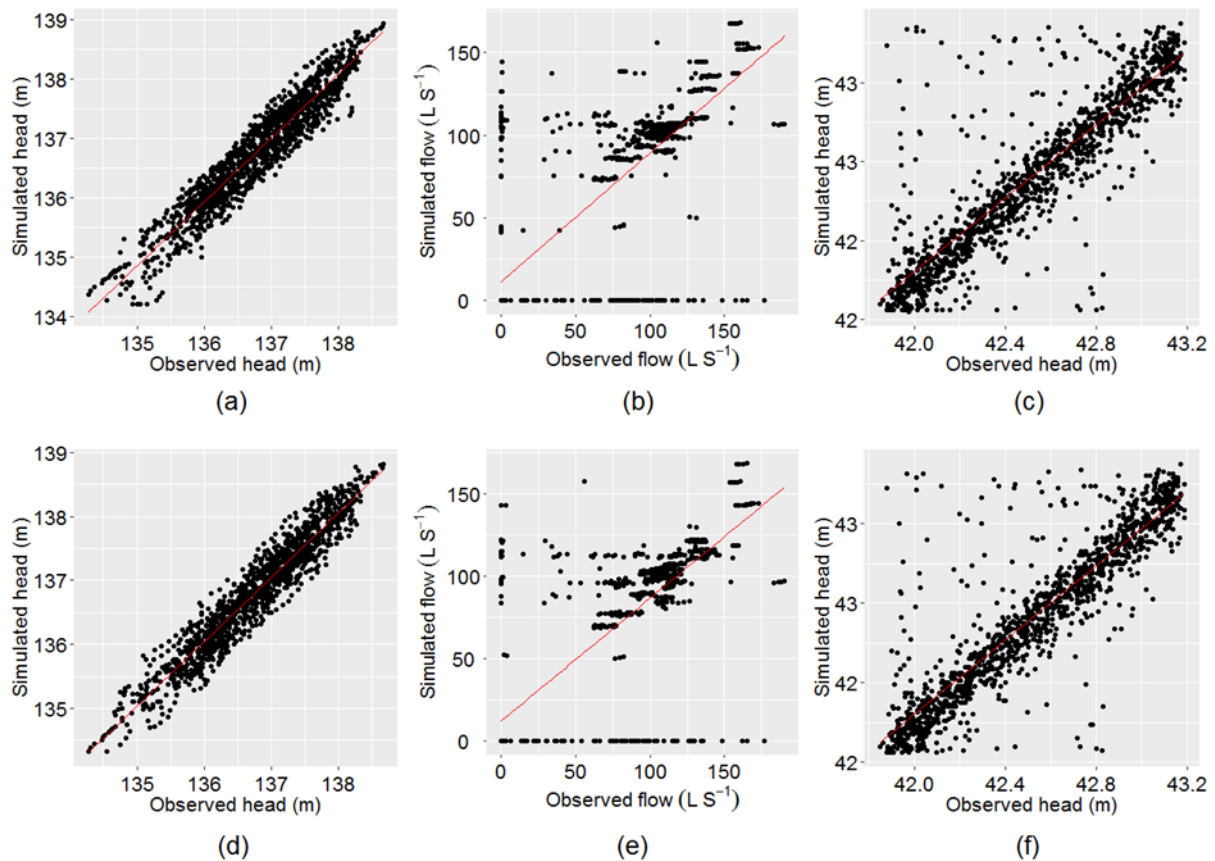 139
138
137
136
135
134
Simulated head (m)
135
136
137
138
Observed head (m)
(a)
150
100
50
0
Simulated flow (L S⁻¹)
0
50
100
150
Observed flow (L S⁻¹)
(b)
43
43
42
42
Simulated head (m)
42.0
42.4
42.8
43.2
Observed head (m)
(c)
139
138
137
136
135
Simulated head (m)
135
136
137
138
Observed head (m)
(d)
150
100
50
0
Simulated flow (L S⁻¹)
0
50
100
150
Observed flow (L S⁻¹)
(e)
43
43
42
42
Simulated head (m)
42.0
42.4
42.8
43.2
Observed head (m)
(f)